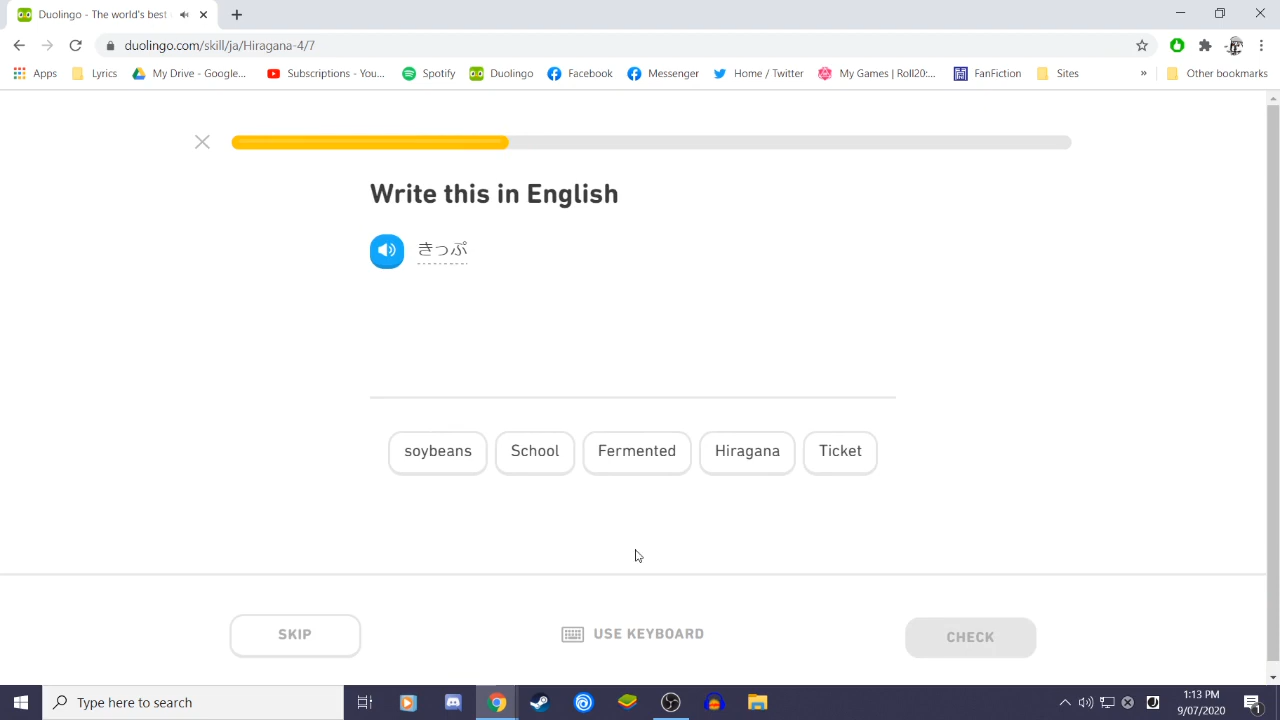 Duolingo - The world's best
duolingo.com/skill/ja/Hiragana-4/7
Apps Lyrics My Drive - Google... Subscriptions - You... Spotify Duolingo Facebook Messenger Home / Twitter My Games | Roll20:... FanFiction Sites » Other bookmarks
Write this in English
きっぷ
soybeans School Fermented Hiragana Ticket
SKIP USE KEYBOARD CHECK
Type here to search
1:13 PM
9/07/2020
1